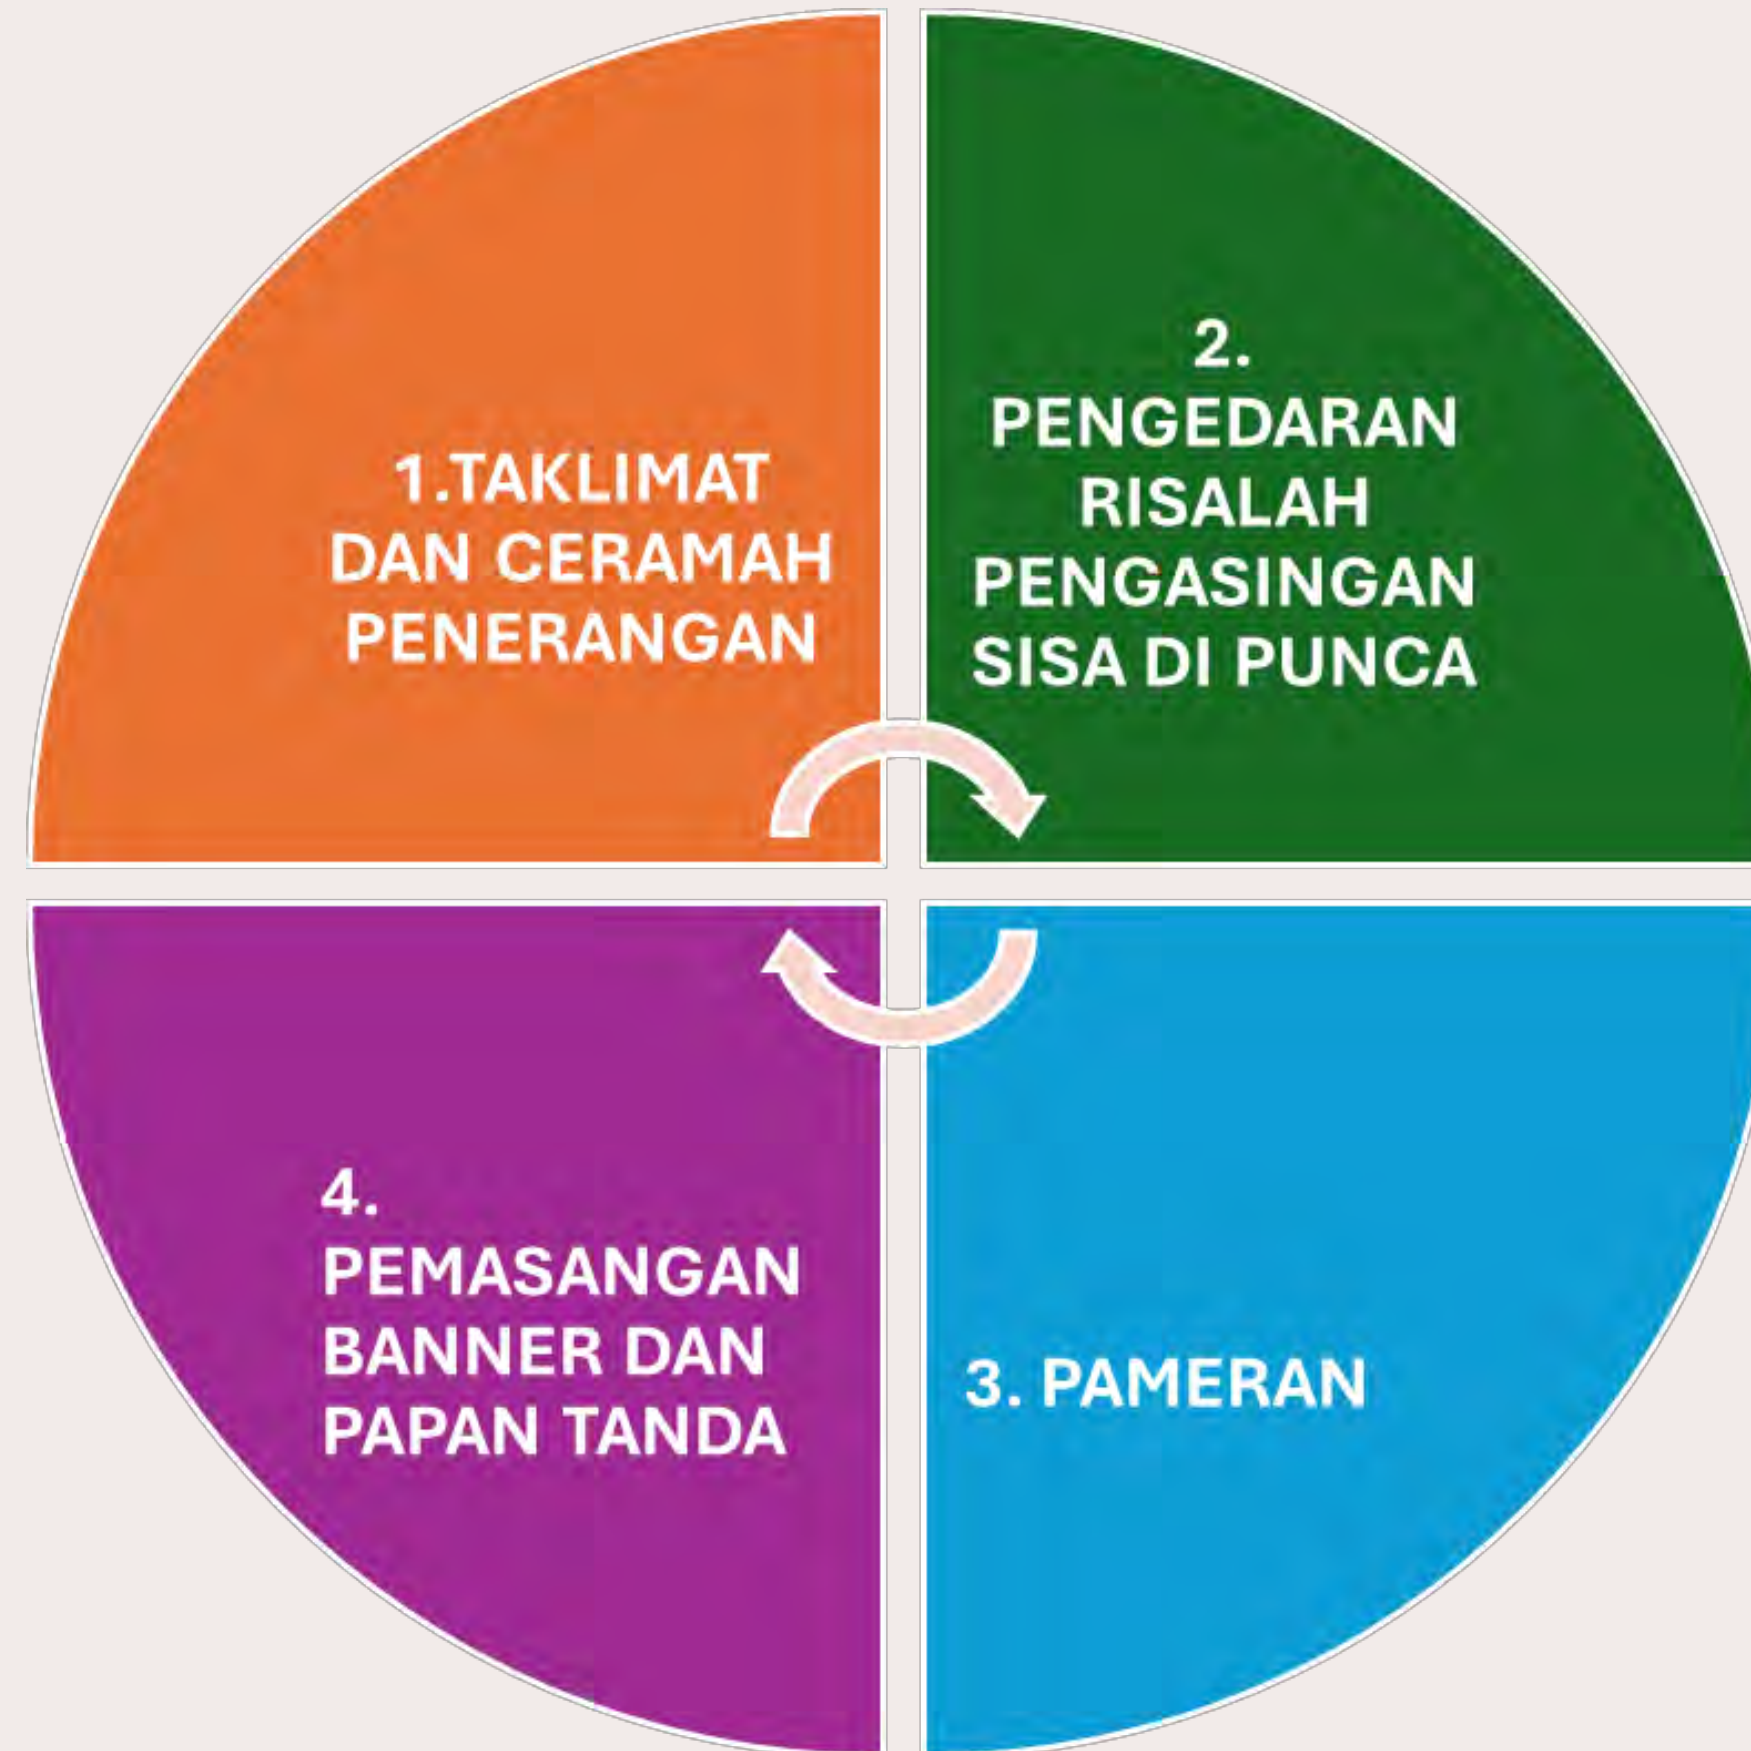 1.TAKLIMAT
DAN CERAMAH
PENERANGAN
2.
PENGEDARAN
RISALAH
PENGASINGAN
SISA DI PUNCA
3. PAMERAN
4.
PEMASANGAN
BANNER DAN
PAPAN TANDA